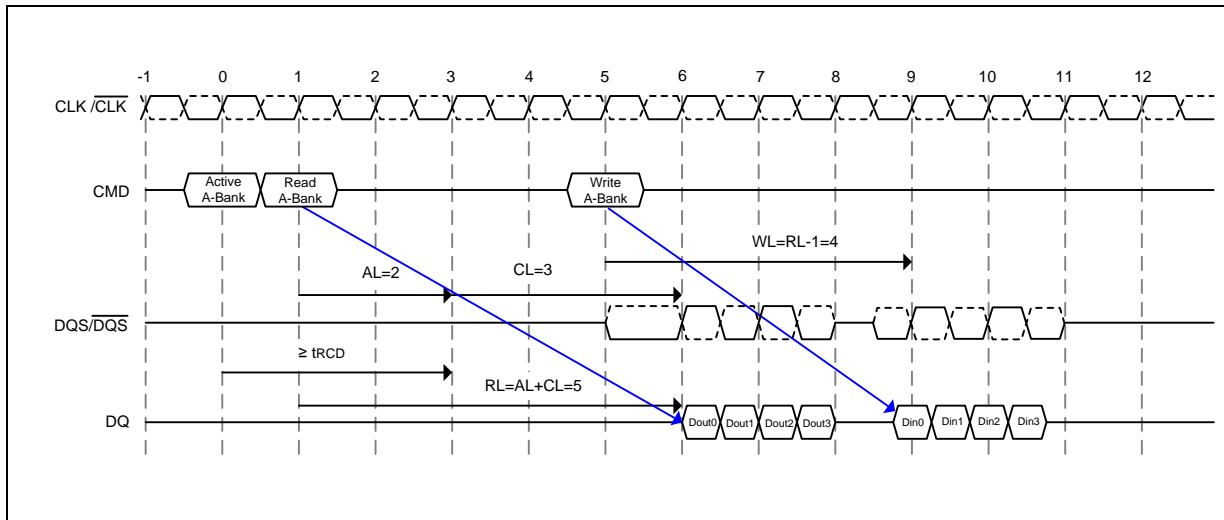 -1 0 1 2 3 4 5 6 7 8 9 10 11 12
CLK /CLK
CMD
Active
A-Bank
Read
A-Bank
Write
A-Bank
WL=RL-1=4
AL=2
CL=3
DQS/DQS
≥ tRCD
RL=AL+CL=5
DQ
Dout0 Dout1 Dout2 Dout3 Din0 Din1 Din2 Din3